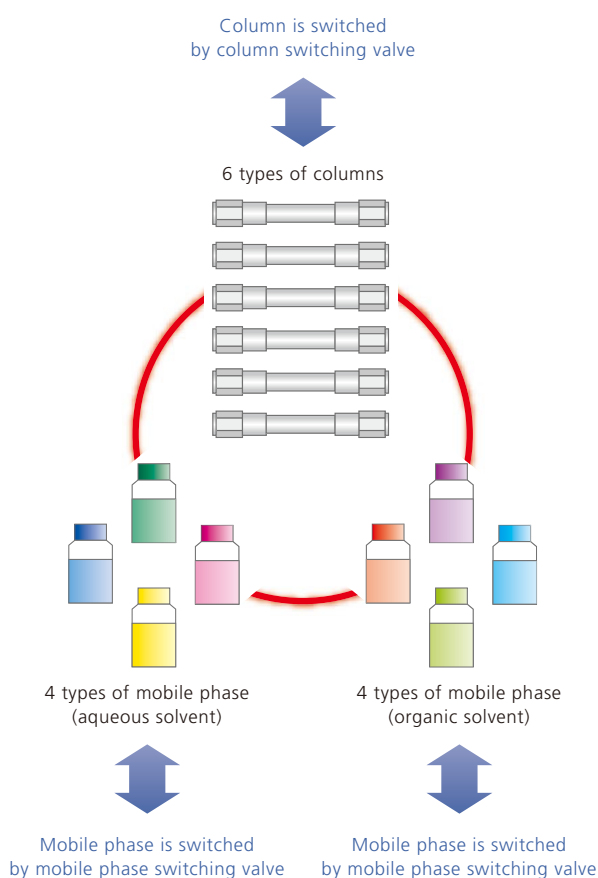 Column is switched
by column switching valve
6 types of columns
4 types of mobile phase
(aqueous solvent)
4 types of mobile phase
(organic solvent)
Mobile phase is switched
by mobile phase switching valve
Mobile phase is switched
by mobile phase switching valve